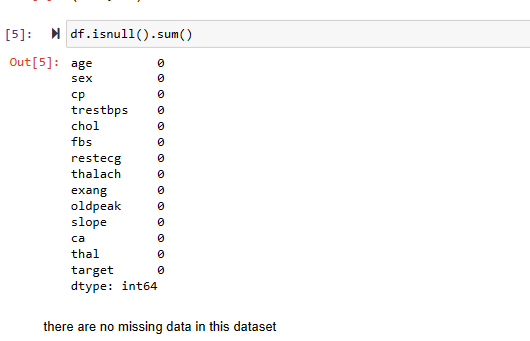 [5]: df.isnull().sum()
Out[5]: age 0
sex 0
cp 0
trestbps 0
chol 0
fbs 0
restecg 0
thalach 0
exang 0
oldpeak 0
slope 0
ca 0
thal 0
target 0
dtype: int64
there are no missing data in this dataset